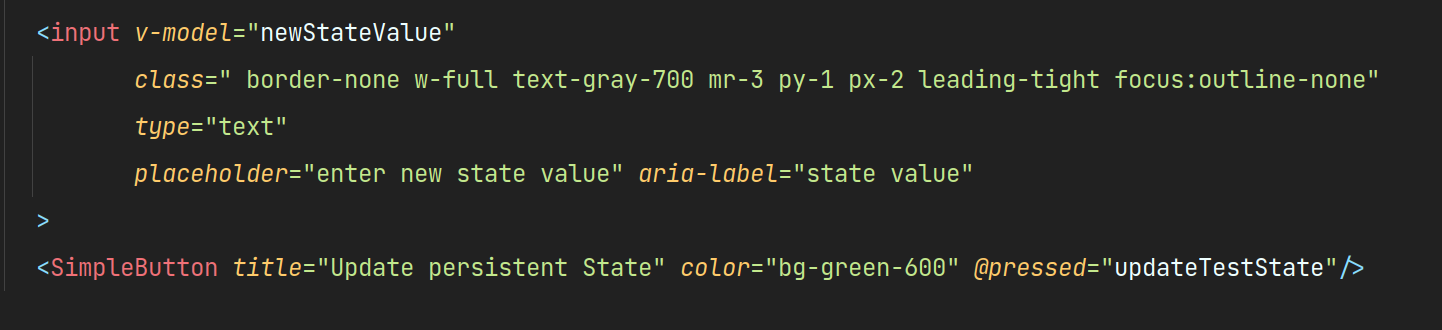 <input v-model="newStateValue"
class=" border-none w-full text-gray-700 mr-3 py-1 px-2 leading-tight focus:outline-none"
type="text"
placeholder="enter new state value" aria-label="state value"
>
<SimpleButton title="Update persistent State" color="bg-green-600" @pressed="updateTestState"/>